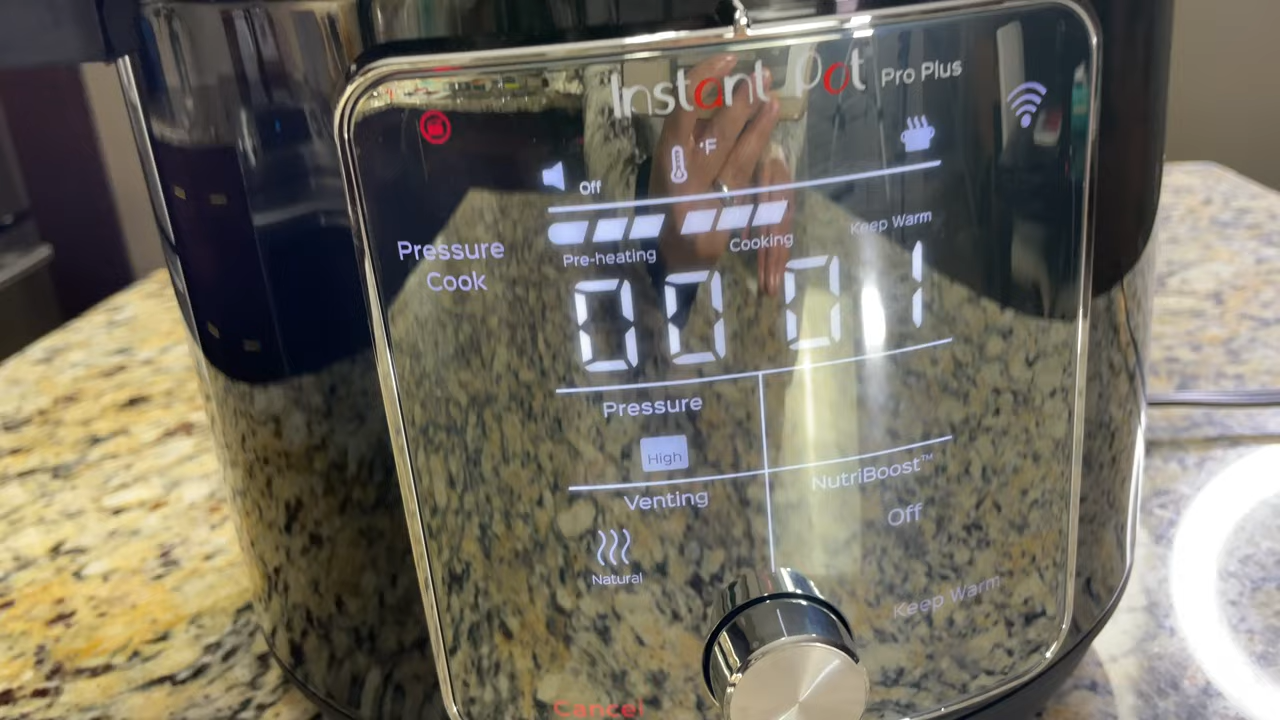 Instant Pot Pro Plus
°F
Off
Keep Warm
Pre-heating
Cooking
Pressure
Cook
00 01
Pressure
High
NutriBoost™
Venting
Off
Natural
Keep Warm
Cancel